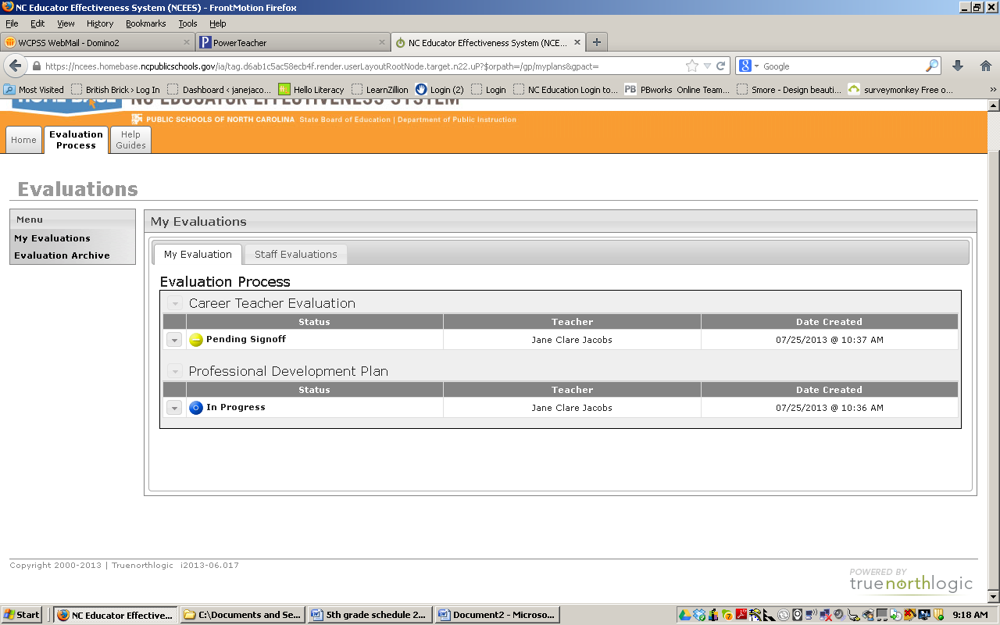 NC Educator Effectiveness System (NCEES) - FrontMotion Firefox
File Edit View History Bookmarks Tools Help
WCPSS WebMail - Domino2 PowerTeacher NC Educator Effectiveness System (NCE...
https://ncees.homebase.ncpublicschools.gov/ia/tag.d6ab1c5ac58ecb4f.render.userLayoutRootNode.target.n22.uP?$orpath=/gp/myplans&gpact= Google
Most Visited British Brick › Log In Dashboard ‹ janejaco... Hello Literacy LearnZillion Login (2) Login NC Education Login to... PB PBworks Online Team... Smore - Design beauti... surveymonkey Free o... »
HOME BASE NC EDUCATOR EFFECTIVENESS SYSTEM
PUBLIC SCHOOLS OF NORTH CAROLINA State Board of Education | Department of Public Instruction
Home Evaluation Process Help Guides
Evaluations
Menu
My Evaluations
Evaluation Archive
My Evaluations
My Evaluation Staff Evaluations
Evaluation Process
Career Teacher Evaluation
Status Teacher Date Created
Pending Signoff Jane Clare Jacobs 07/25/2013 @ 10:37 AM
Professional Development Plan
Status Teacher Date Created
In Progress Jane Clare Jacobs 07/25/2013 @ 10:36 AM
Copyright 2000-2013 | Truenorthlogic i2013-06.017
POWERED BY
truenorthlogic
Start NC Educator Effective... C:\Documents and Se... 5th grade schedule 2... Document2 - Microso... 9:18 AM